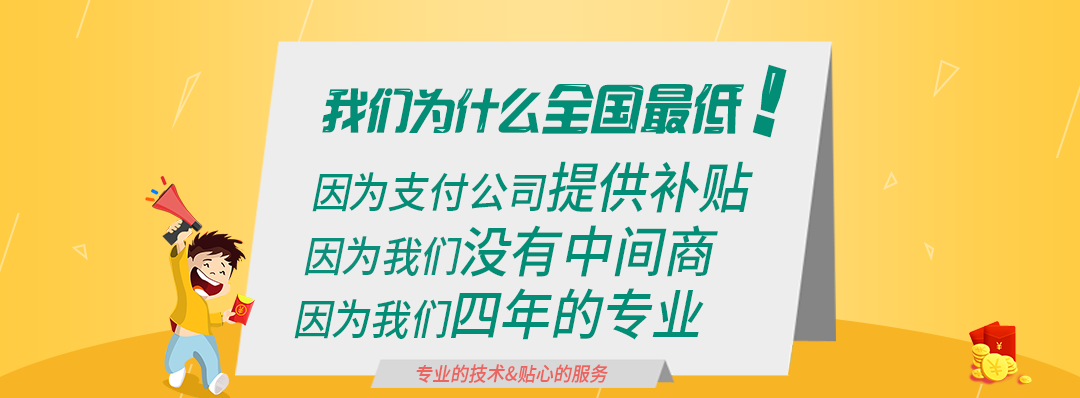 我们为什么全国最低！
因为支付公司提供补贴
因为我们没有中间商
因为我们四年的专业
专业的技术&贴心的服务